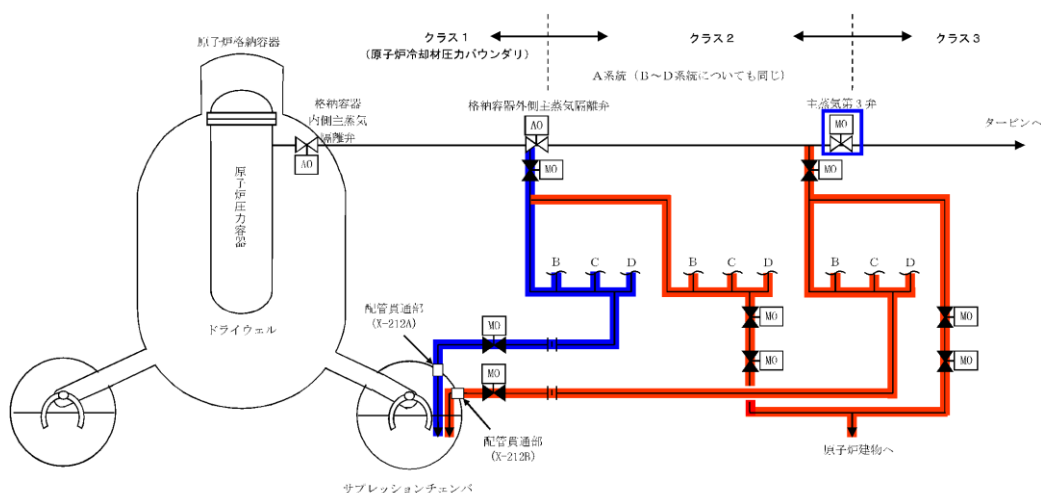 クラス1
(原子炉冷却材圧力バウンダリ)
クラス2
クラス3
A系統(B~D系統についても同じ)
原子炉格納容器
格納容器
内側主蒸気
隔離弁
AO
格納容器外側主蒸気隔離弁
AO
MO
主蒸気第3弁
MO
MO
タービンへ
原子炉圧力容器
ドライウェル
B
C
D
B
C
D
B
C
D
配管貫通部
(X-212A)
MO
MO
MO
MO
MO
MO
配管貫通部
(X-212B)
原子炉建物へ
サプレッションチェンバ